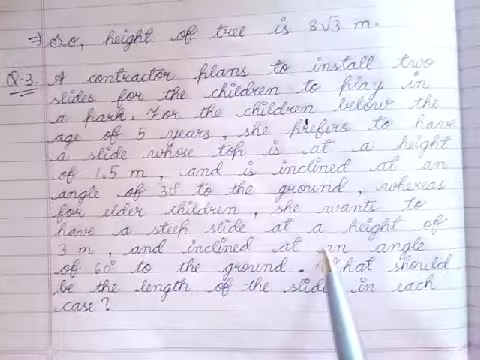 ⇒ So, height of tree is 8√3 m.
Q-3. A contractor plans to install two
slides for the children to play in
a park. For the children below the
age of 5 years, she prefers to have
a slide whose top is at a height
of 1.5 m, and is inclined at an
angle of 30° to the ground, whereas
for elder children, she wants to
have a steep slide at a height of
3 m, and inclined at an angle
of 60° to the ground. What should
be the length of the slide in each
case?